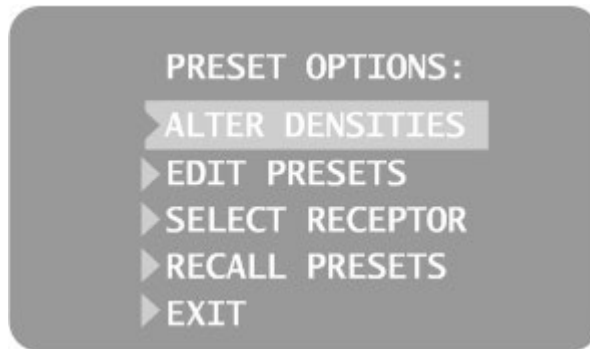 PRESET OPTIONS:
ALTER DENSITIES
EDIT PRESETS
SELECT RECEPTOR
RECALL PRESETS
EXIT